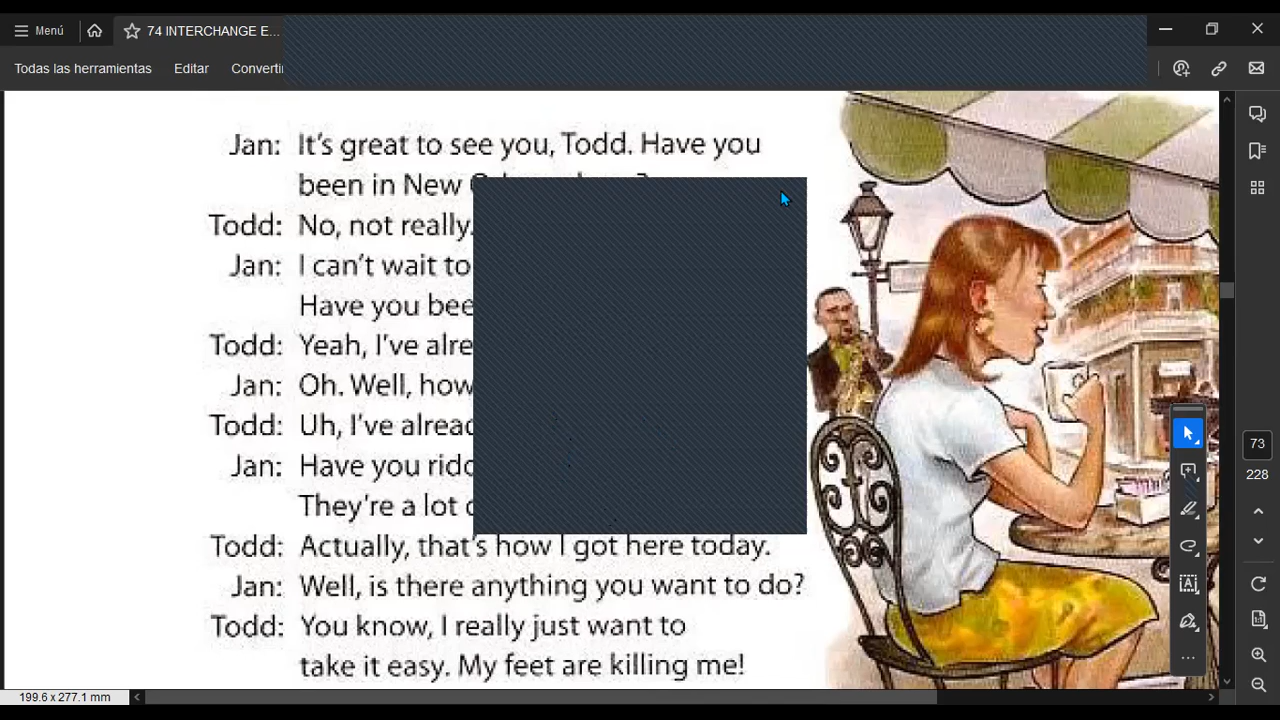 Menú
74 INTERCHANGE E...
Todas las herramientas Editar Converti
Jan: It's great to see you, Todd. Have you
been in New
Todd: No, not really.
Jan: I can't wait to
Have you bee
Todd: Yeah, I've alre
Jan: Oh. Well, how
Todd: Uh, I've alread
Jan: Have you ridd
They're a lot
Todd: Actually, that's how I got here today.
Jan: Well, is there anything you want to do?
Todd: You know, I really just want to
take it easy. My feet are killing me!
73
228
199.6 x 277.1 mm